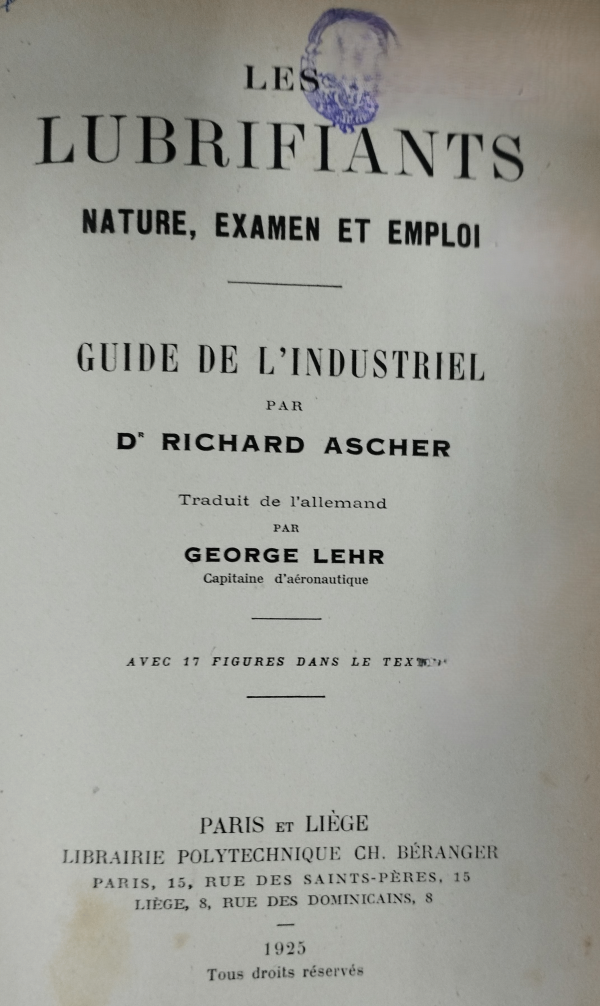 LES
LUBRIFIANTS
NATURE, EXAMEN ET EMPLOI
GUIDE DE L'INDUSTRIEL
PAR
Dʳ RICHARD ASCHER
Traduit de l'allemand
PAR
GEORGE LEHR
Capitaine d'aéronautique
AVEC 17 FIGURES DANS LE
PARIS ET LIÈGE
LIBRAIRIE POLYTECHNIQUE CH. BÉRANGER
PARIS, 15, RUE DES SAINTS-PÈRES, 15
LIÈGE, 8, RUE DES DOMINICAINS, 8
1925
Tous droits réservés